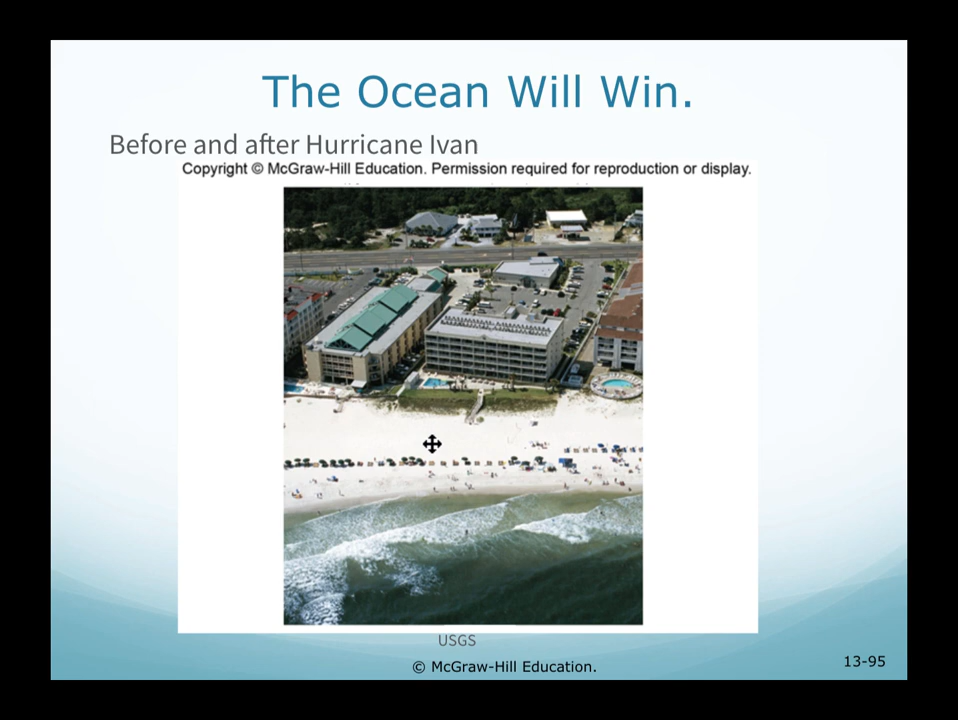 The Ocean Will Win.
Before and after Hurricane Ivan
Copyright © McGraw-Hill Education. Permission required for reproduction or display.
USGS
© McGraw-Hill Education.
13-95